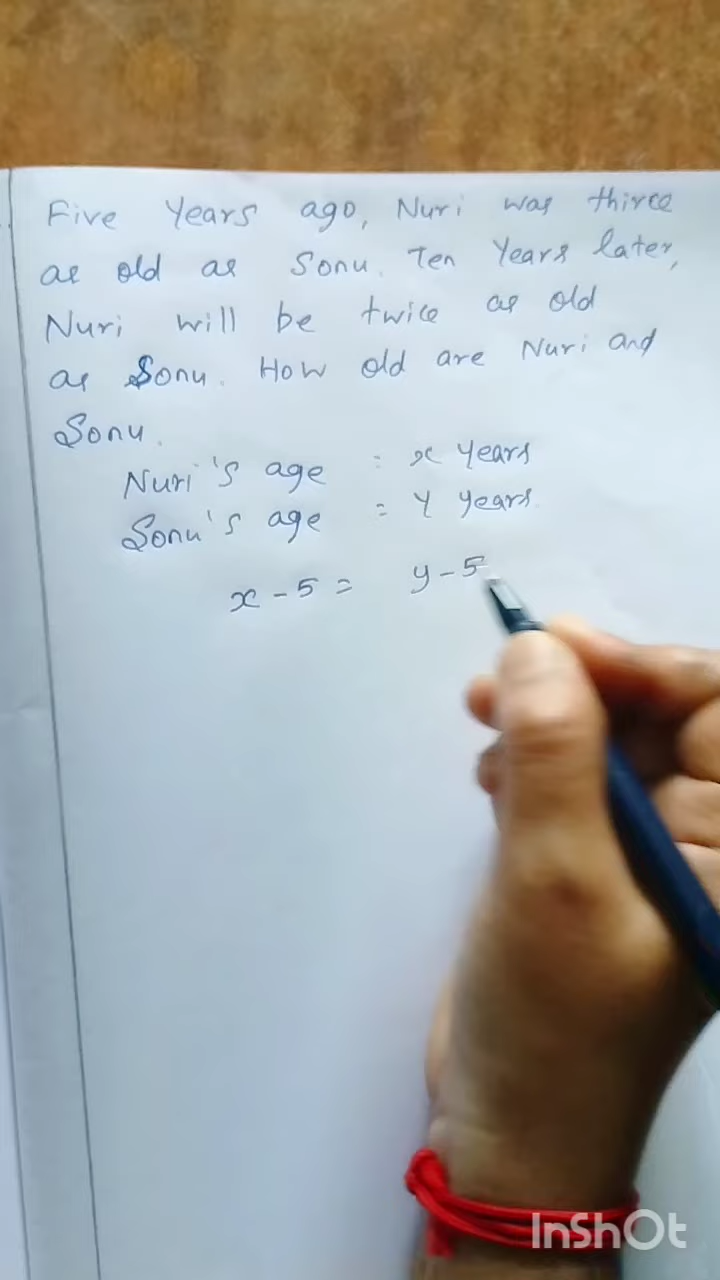 Five Years ago, Nuri was thirce
as old as Sonu. Ten Years later,
Nuri will be twice as old
as Sonu. How old are Nuri and
Sonu.
Nuri's age = x years
Sonu's age = y years.
x - 5 = y - 5
InShOt